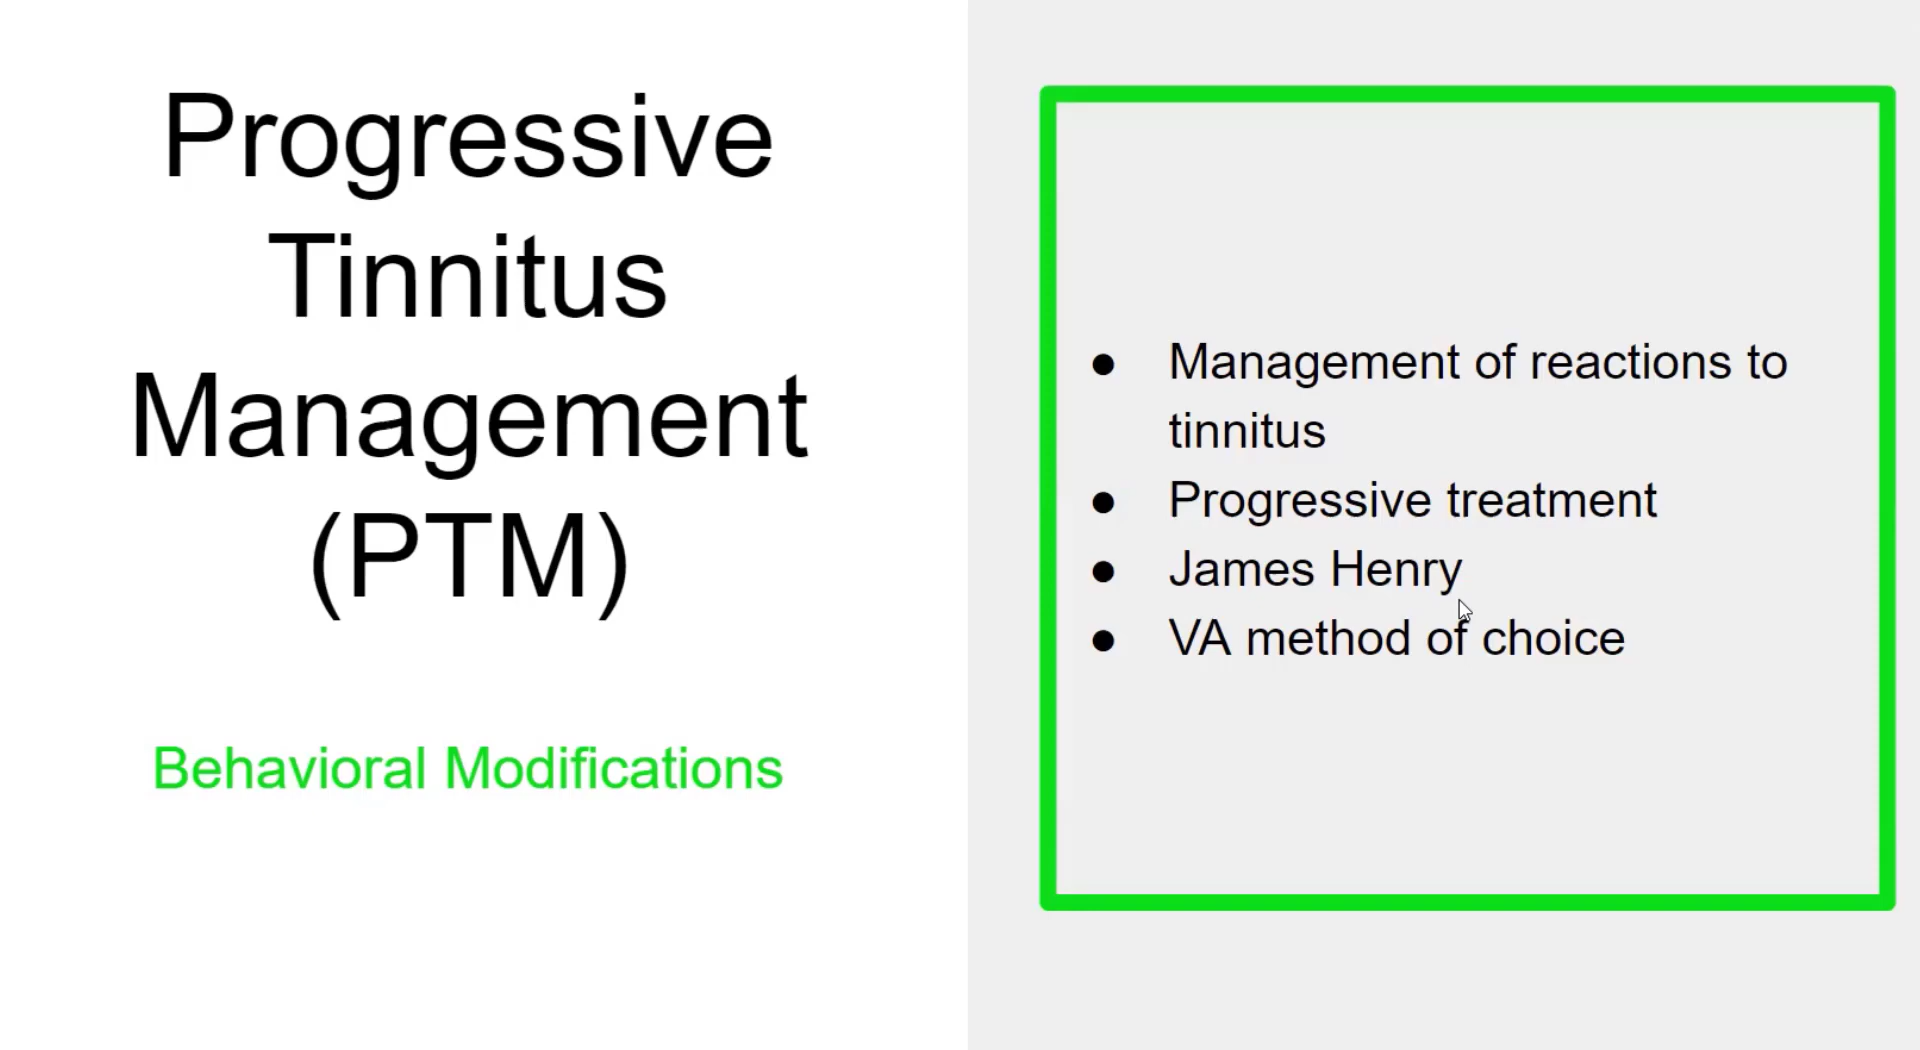 Progressive
Tinnitus
Management
(PTM)
Behavioral Modifications
● Management of reactions to
tinnitus
● Progressive treatment
● James Henry
● VA method of choice